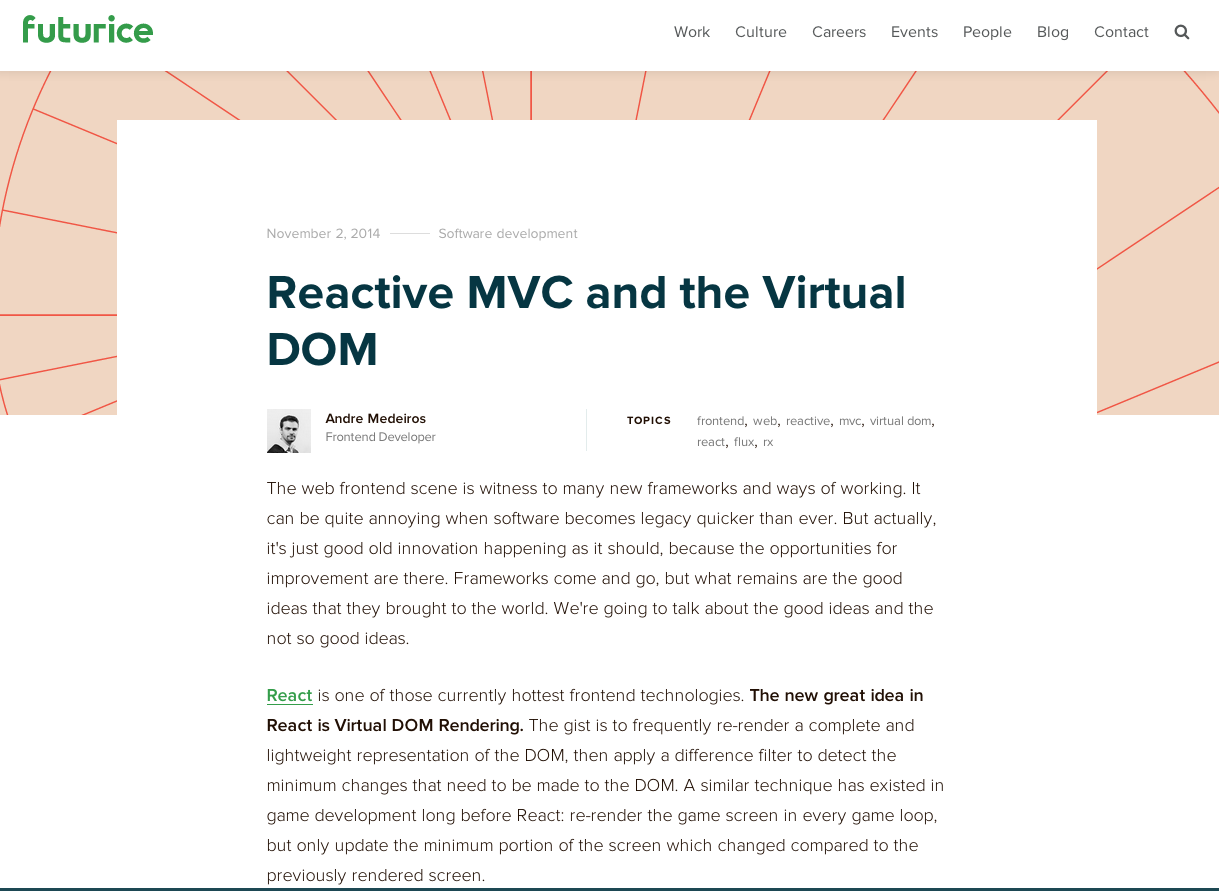 futurice
Work Culture Careers Events People Blog Contact
November 2, 2014 Software development
Reactive MVC and the Virtual
DOM
Andre Medeiros
Frontend Developer
TOPICS
frontend, web, reactive, mvc, virtual dom,
react, flux, rx
The web frontend scene is witness to many new frameworks and ways of working. It
can be quite annoying when software becomes legacy quicker than ever. But actually,
it's just good old innovation happening as it should, because the opportunities for
improvement are there. Frameworks come and go, but what remains are the good
ideas that they brought to the world. We're going to talk about the good ideas and the
not so good ideas.
React is one of those currently hottest frontend technologies. The new great idea in
React is Virtual DOM Rendering. The gist is to frequently re-render a complete and
lightweight representation of the DOM, then apply a difference filter to detect the
minimum changes that need to be made to the DOM. A similar technique has existed in
game development long before React: re-render the game screen in every game loop,
but only update the minimum portion of the screen which changed compared to the
previously rendered screen.